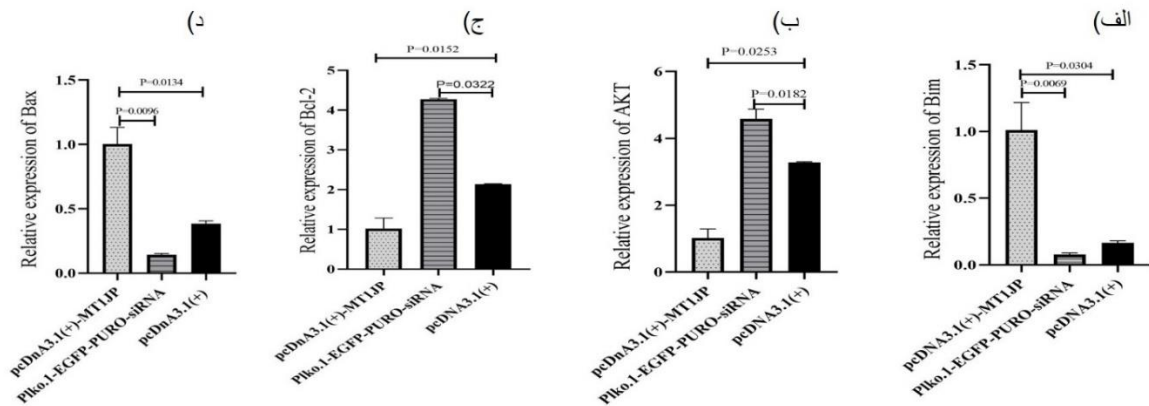 د)
P=0.0134
P=0.0096
Relative expression of Bax
1.5
1.0
0.5
0.0
pcDnA3.1(+)-MT1JP
Plko.1-EGFP-PURO-siRNA
pcDnA3.1(+)
ج)
P=0.0152
P=0.0322
Relative expression of Bcl-2
5
4
3
2
1
0
pcDnA3.1(+)-MT1JP
Plko.1-EGFP-PURO-siRNA
pcDNA3.1(+)
ب)
P=0.0253
P=0.0182
Relative expression of AKT
6
4
2
0
pcDnA3.1(+)-MT1JP
Plko.1-EGFP-PURO-siRNA
pcDNA3.1(+)
الف)
P=0.0304
P=0.0069
Relative expression of Bim
1.5
1.0
0.5
0.0
pcDNA3.1(+)-MT1JP
Plko.1-EGFP-PURO-siRNA
pcDNA3.1(+)